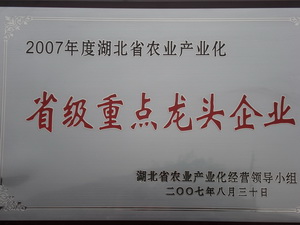 2007年度湖北省农业产业化
省级重点龙头企业
湖北省农业产业化经营领导小组
二〇〇七年八月三十日